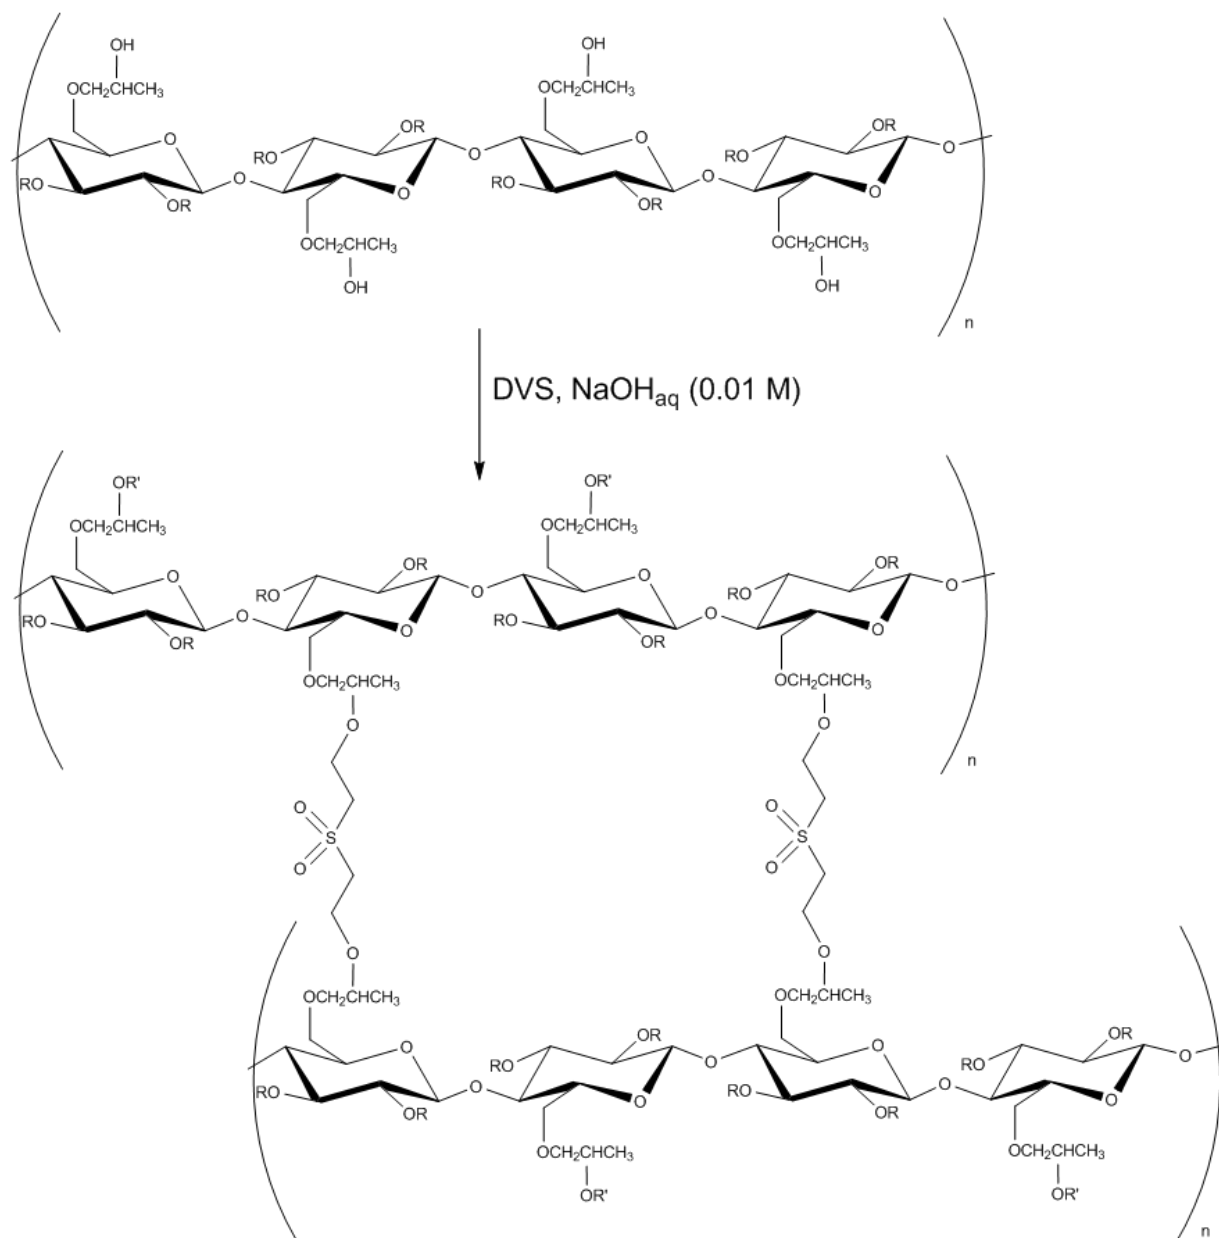 OH OH
OCH₂CHCH₃ OCH₂CHCH₃
O OR O OR
RO O RO O O
RO OR O O RO OR O O
OCH₂CHCH₃ OCH₂CHCH₃
OH OH
n
DVS, NaOHaq (0.01 M)
OR' OR'
OCH₂CHCH₃ OCH₂CHCH₃
O OR O OR
RO O RO O O
RO OR O O RO OR O O
OCH₂CHCH₃ OCH₂CHCH₃
O O
n
O O
S S
O O
O O
OCH₂CHCH₃ OCH₂CHCH₃
O OR O OR
RO O RO O O
RO OR O O RO OR O O
OCH₂CHCH₃ OCH₂CHCH₃
OR' OR'
n